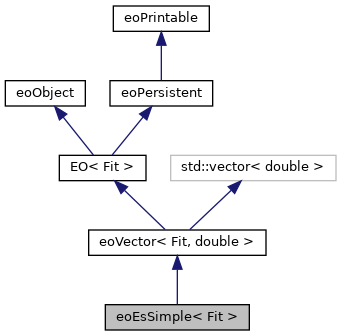 eoPrintable
eoObject
eoPersistent
EO< Fit >
std::vector< double >
eoVector< Fit, double >
eoEsSimple< Fit >